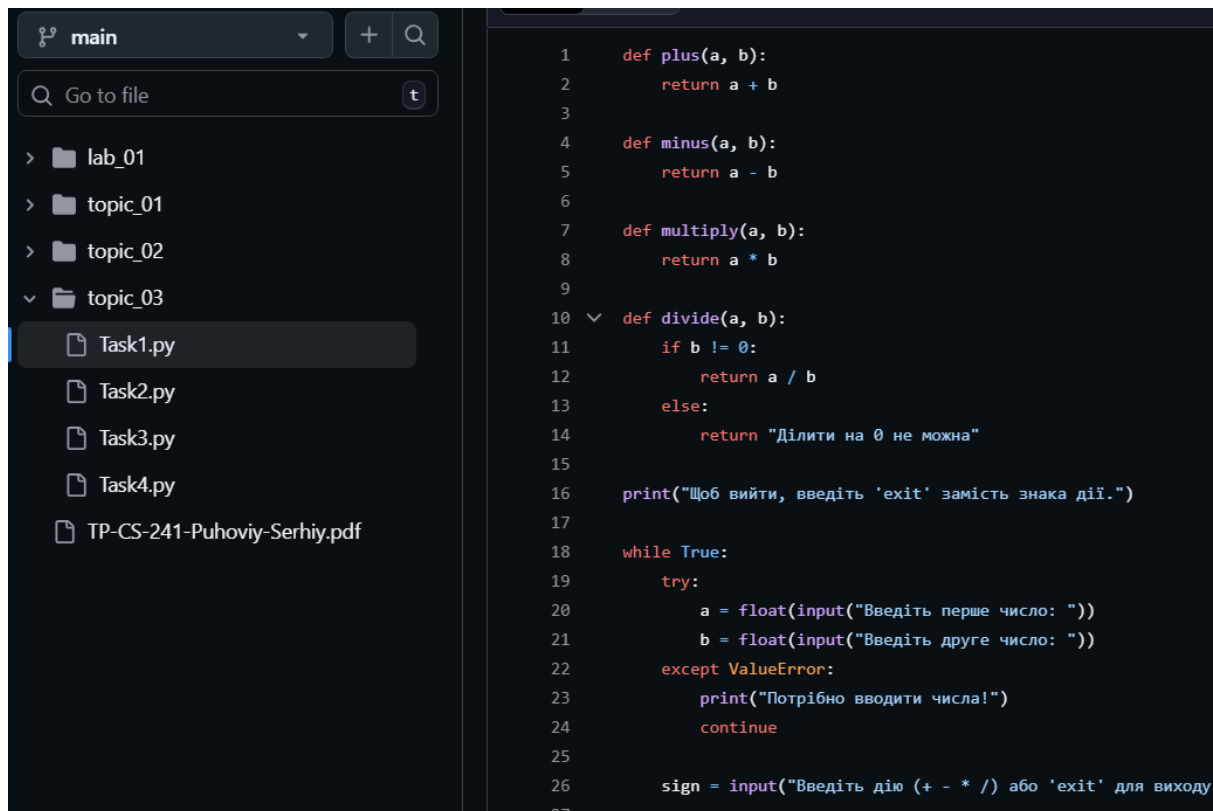 main
Go to file t
lab_01
topic_01
topic_02
topic_03
Task1.py
Task2.py
Task3.py
Task4.py
TP-CS-241-Puhoviy-Serhiy.pdf
1 def plus(a, b):
2 return a + b
3
4 def minus(a, b):
5 return a - b
6
7 def multiply(a, b):
8 return a * b
9
10 def divide(a, b):
11 if b != 0:
12 return a / b
13 else:
14 return "Ділити на 0 не можна"
15
16 print("Щоб вийти, введіть 'exit' замість знака дії.")
17
18 while True:
19 try:
20 a = float(input("Введіть перше число: "))
21 b = float(input("Введіть друге число: "))
22 except ValueError:
23 print("Потрібно вводити числа!")
24 continue
25
26 sign = input("Введіть дію (+ - * /) або 'exit' для виходу